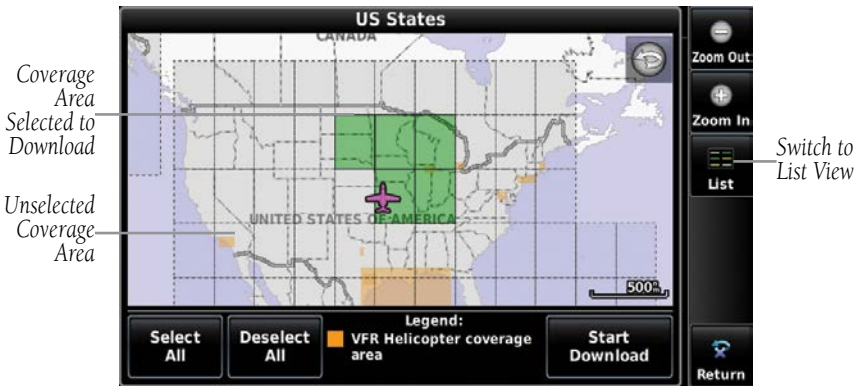 US States
CANADA
UNITED STATES OF AMERICA
Coverage
Area
Selected to
Download
Unselected
Coverage
Area
Zoom Out
Zoom In
List
Switch to
List View
Select
All
Deselect
All
Legend:
VFR Helicopter coverage
area
Start
Download
Return